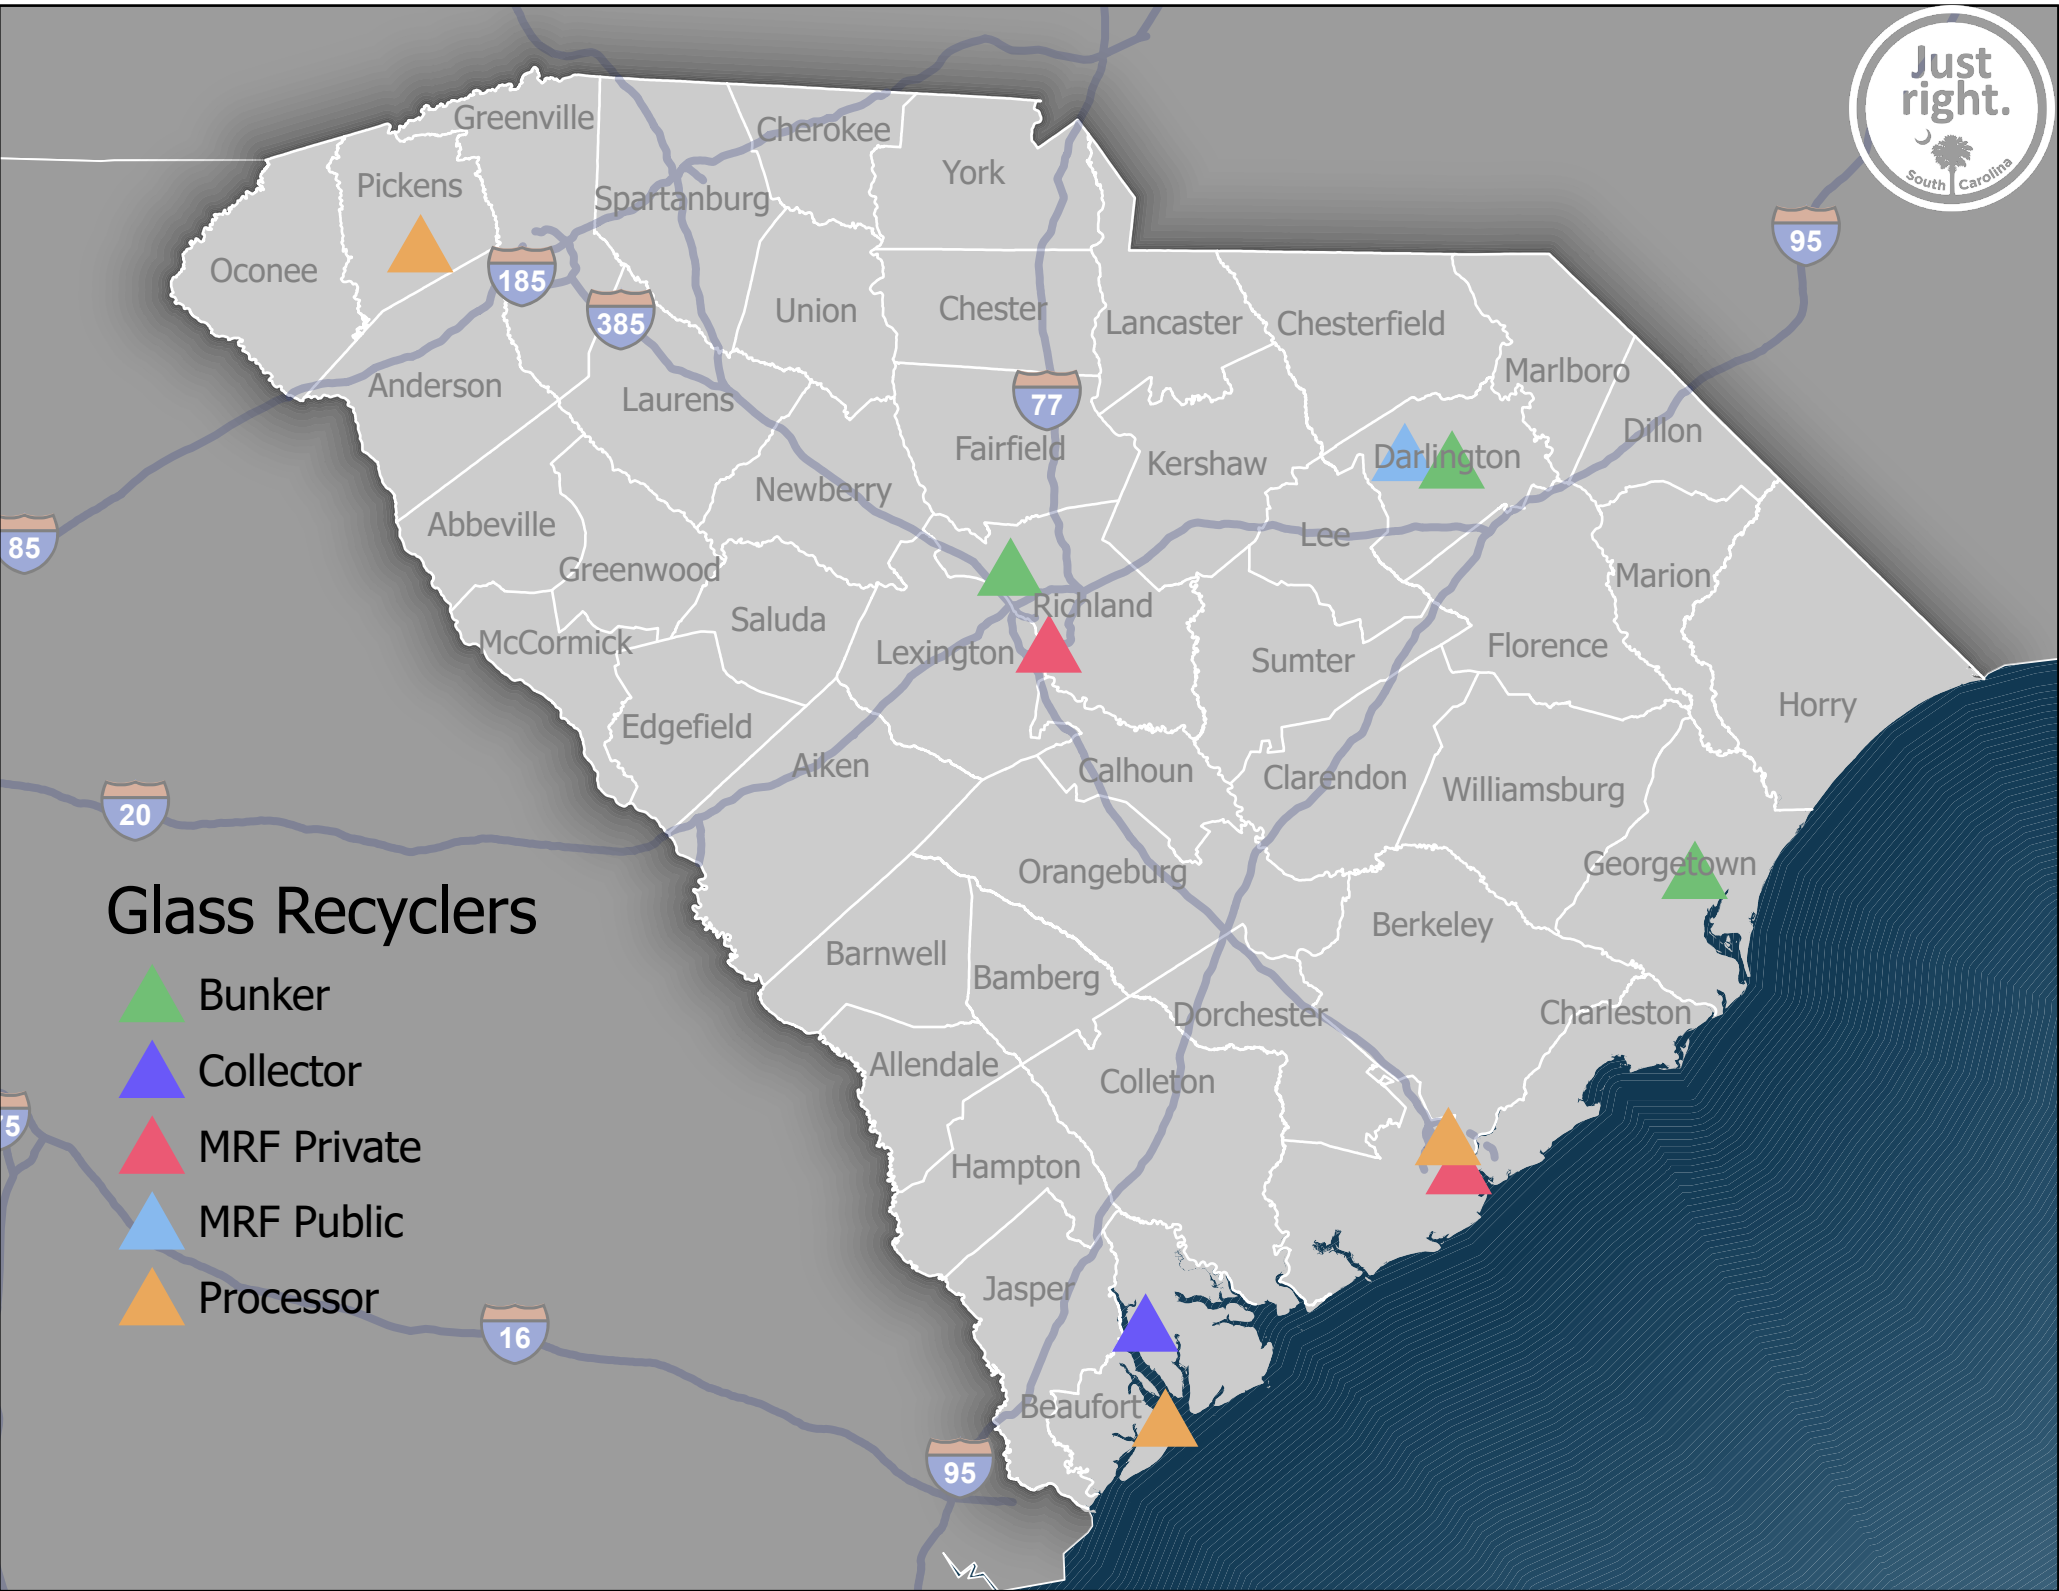 Just
right.
South Carolina
Greenville
Cherokee
York
Pickens
Spartanburg
95
Oconee
185
385
Union
Chester
Lancaster
Chesterfield
Marlboro
Anderson
Laurens
77
Dillon
Fairfield
Kershaw
Darlington
Newberry
Abbeville
Lee
85
Greenwood
Marion
Saluda
Richland
McCormick
Lexington
Sumter
Florence
Edgefield
Horry
Aiken
Calhoun
Clarendon
Williamsburg
20
Orangeburg
Georgetown
Glass Recyclers
Berkeley
Barnwell
Bamberg
Bunker
Dorchester
Charleston
Allendale
Collector
Colleton
5
MRF Private
Hampton
MRF Public
Jasper
Processor
16
Beaufort
95